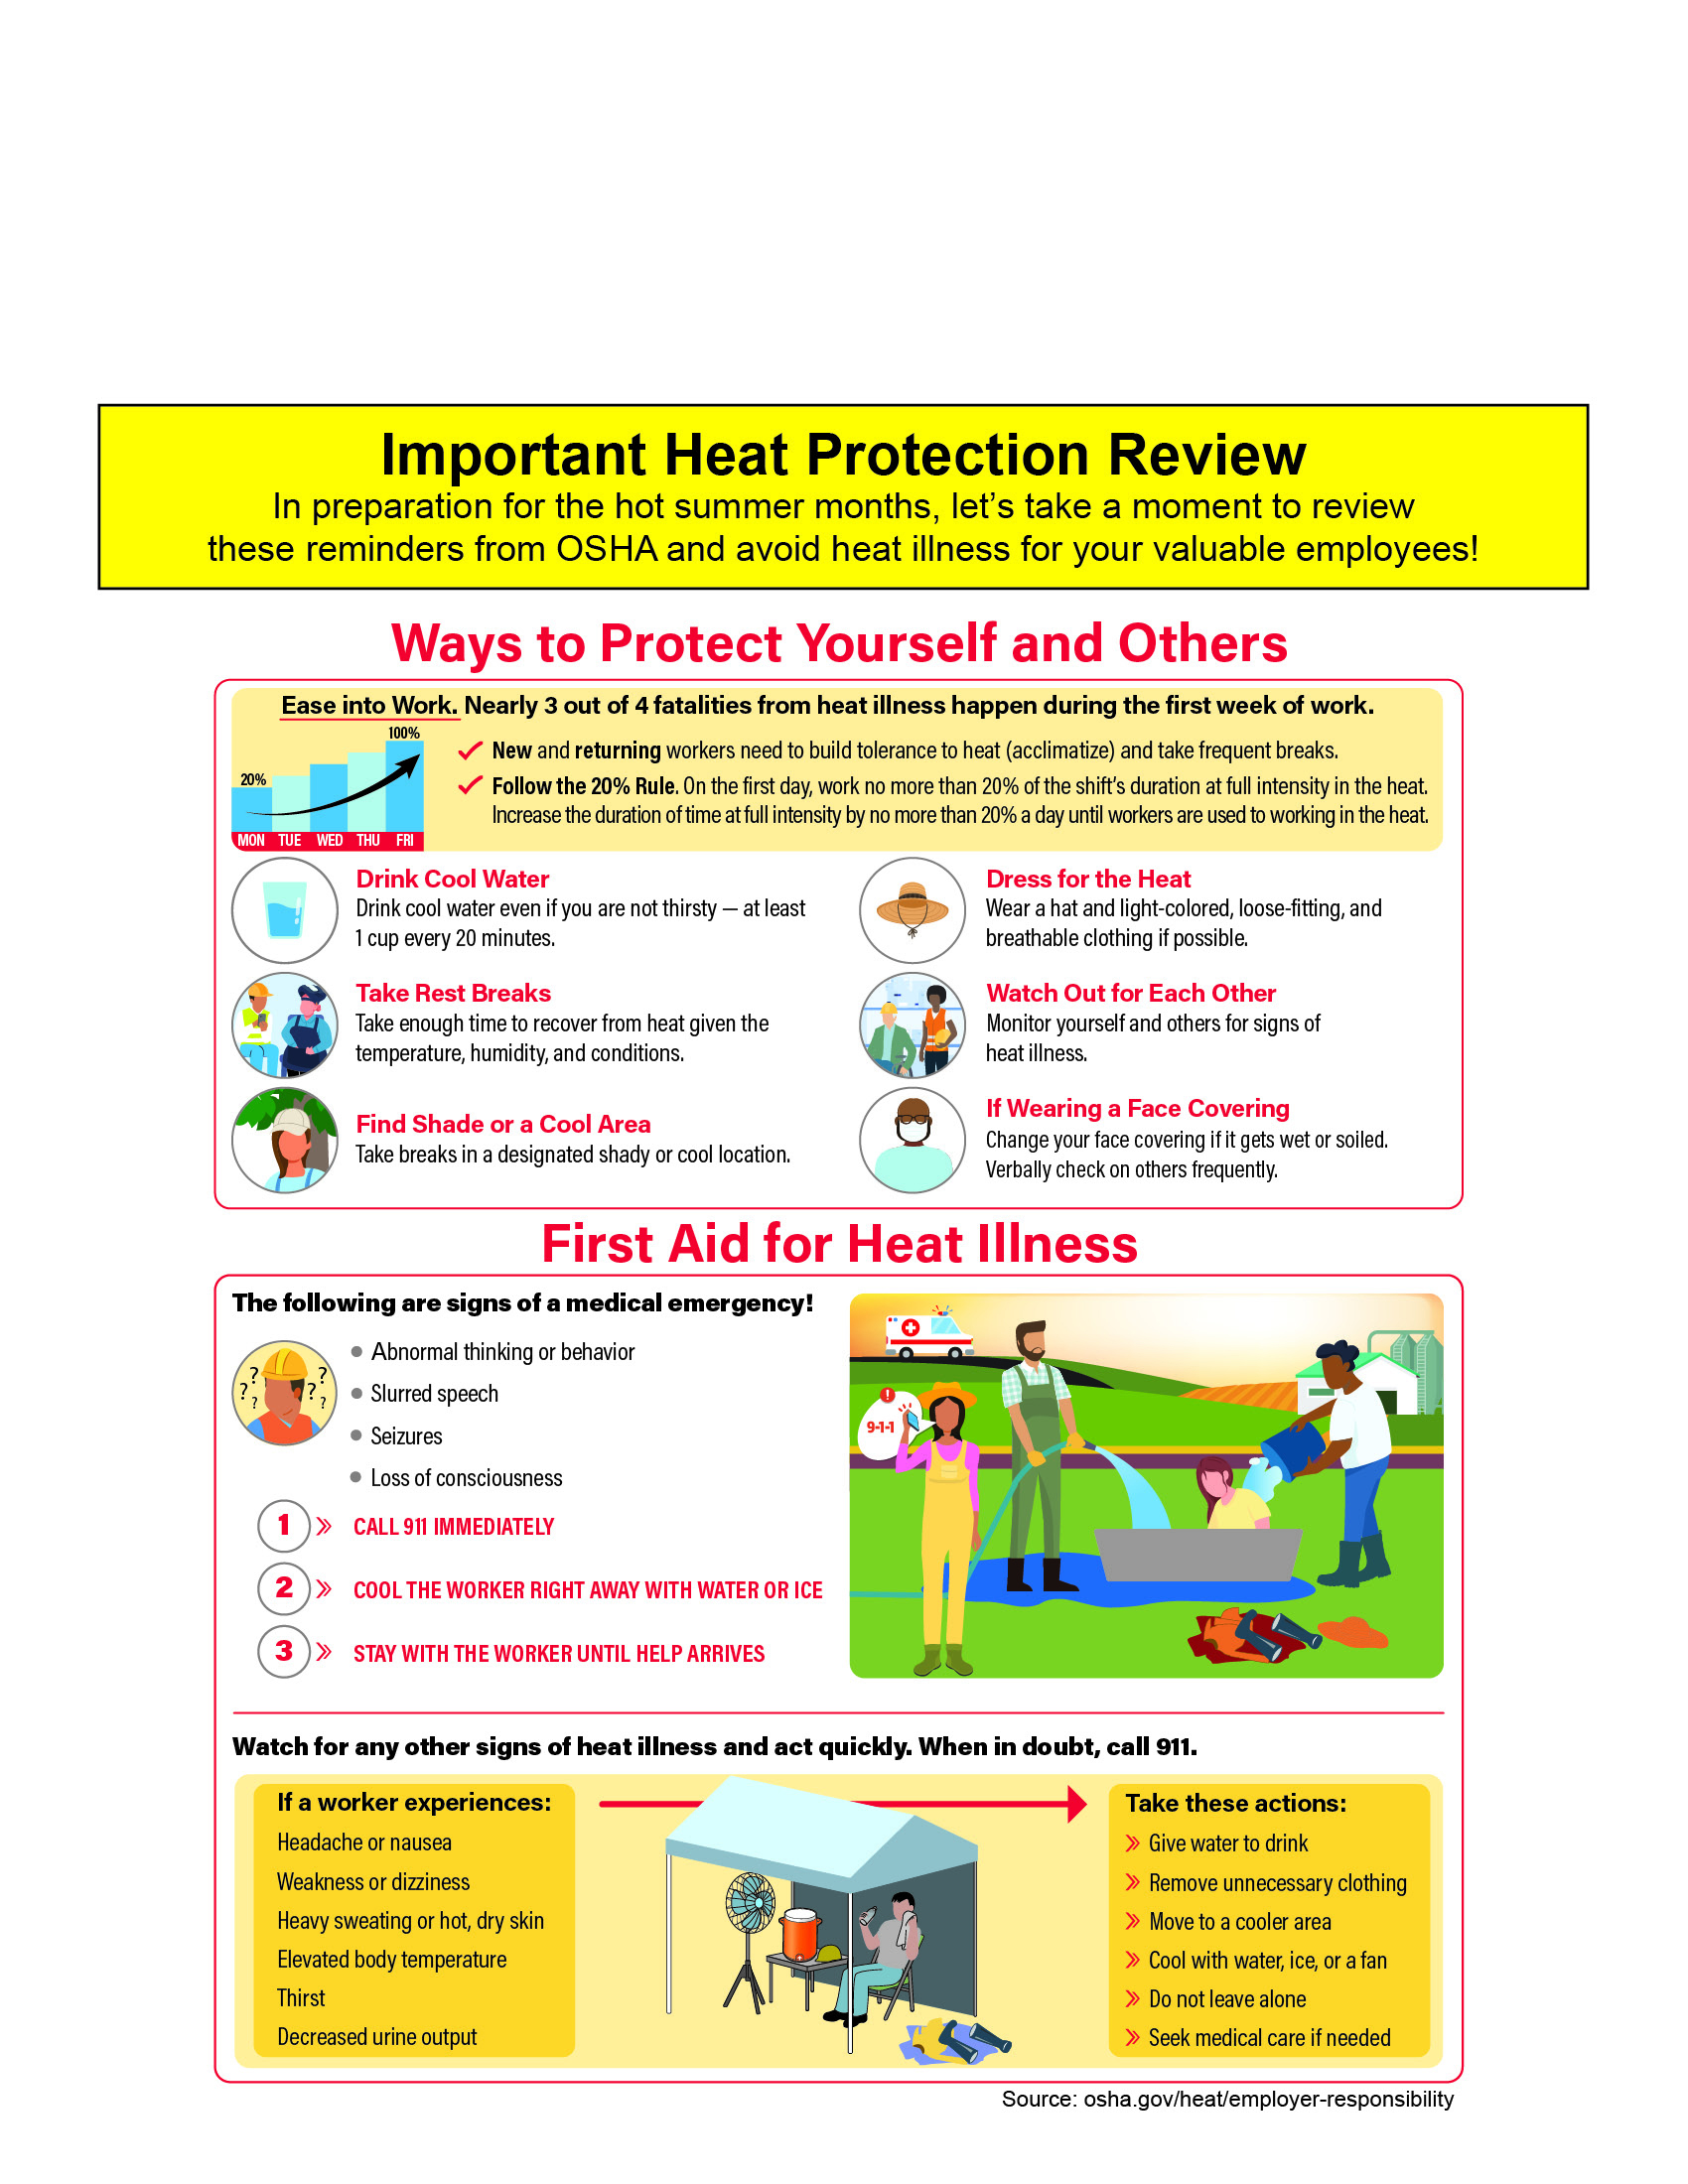 Important Heat Protection Review
In preparation for the hot summer months, let's take a moment to review
these reminders from OSHA and avoid heat illness for your valuable employees!
Ways to Protect Yourself and Others
Ease into Work. Nearly 3 out of 4 fatalities from heat illness happen during the first week of work.
100%
20%
MON TUE WED THU FRI
New and returning workers need to build tolerance to heat (acclimatize) and take frequent breaks.
Follow the 20% Rule. On the first day, work no more than 20% of the shift's duration at full intensity in the heat.
Increase the duration of time at full intensity by no more than 20% a day until workers are used to working in the heat.
Drink Cool Water
Drink cool water even if you are not thirsty — at least
1 cup every 20 minutes.
Dress for the Heat
Wear a hat and light-colored, loose-fitting, and
breathable clothing if possible.
Take Rest Breaks
Take enough time to recover from heat given the
temperature, humidity, and conditions.
Watch Out for Each Other
Monitor yourself and others for signs of
heat illness.
Find Shade or a Cool Area
Take breaks in a designated shady or cool location.
If Wearing a Face Covering
Change your face covering if it gets wet or soiled.
Verbally check on others frequently.
First Aid for Heat Illness
The following are signs of a medical emergency!
? ? ? ? ? ?
• Abnormal thinking or behavior
• Slurred speech
• Seizures
• Loss of consciousness
1 » CALL 911 IMMEDIATELY
2 » COOL THE WORKER RIGHT AWAY WITH WATER OR ICE
3 » STAY WITH THE WORKER UNTIL HELP ARRIVES
!
9-1-1
Watch for any other signs of heat illness and act quickly. When in doubt, call 911.
If a worker experiences:
Headache or nausea
Weakness or dizziness
Heavy sweating or hot, dry skin
Elevated body temperature
Thirst
Decreased urine output
Take these actions:
» Give water to drink
» Remove unnecessary clothing
» Move to a cooler area
» Cool with water, ice, or a fan
» Do not leave alone
» Seek medical care if needed
Source: osha.gov/heat/employer-responsibility